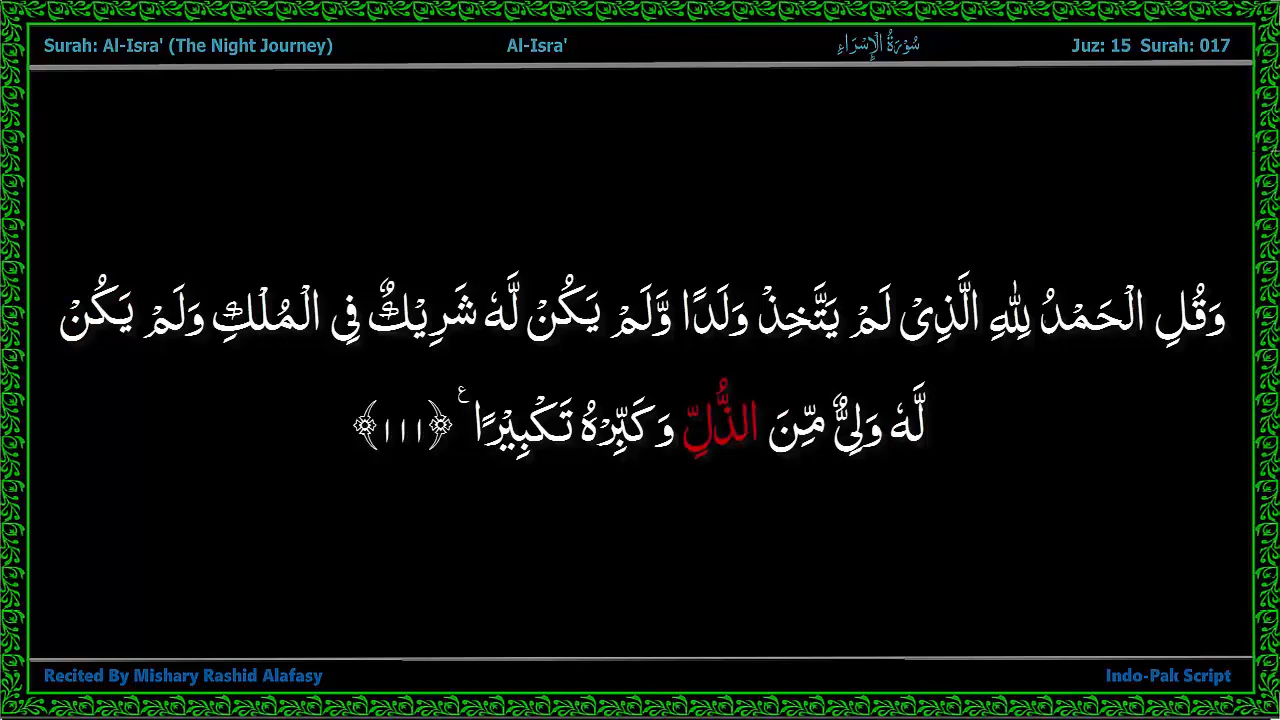 Surah: Al-Isra' (The Night Journey) Al-Isra' سُوْرَةُ الْإِسْرَاءِ Juz: 15 Surah: 017
وَقُلِ الْحَمْدُ لِلّٰهِ الَّذِیْ لَمْ یَتَّخِذْ وَلَدًا وَّلَمْ یَكُنْ لَّهٗ شَرِیْكٌ فِی الْمُلْكِ وَلَمْ یَكُنْ
لَّهٗ وَلِیٌّ مِّنَ الذُّلِّ وَكَبِّرْهُ تَكْبِیْرًا ۠ ﴿۱۱۱﴾
Recited By Mishary Rashid Alafasy Indo-Pak Script